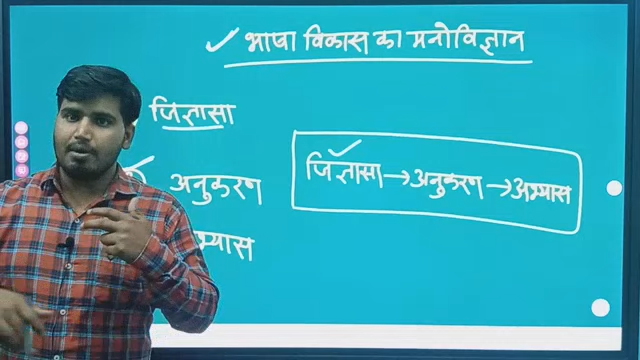 भाषा विकास का मनोविज्ञान
जिज्ञासा
अनुकरण
जिज्ञासा → अनुकरण → अभ्यास